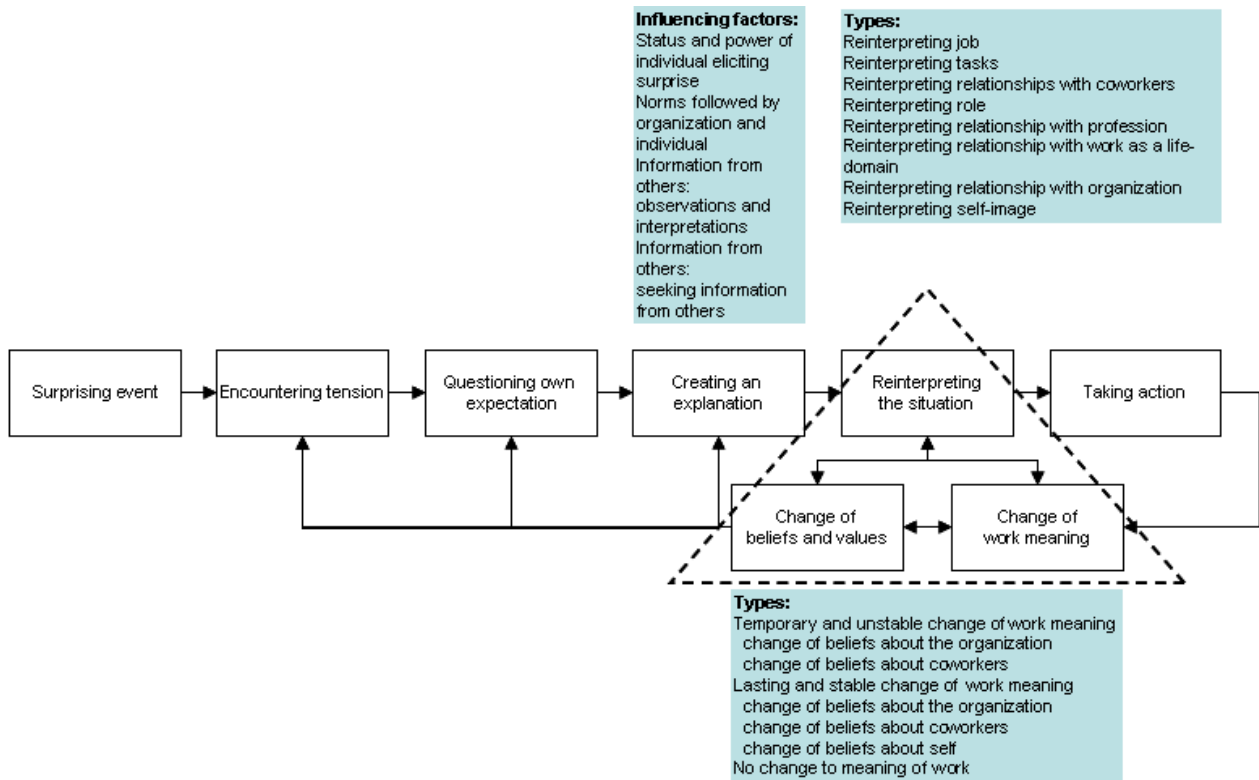 Influencing factors:
Status and power of
individual eliciting
surprise
Norms followed by
organization and
individual
Information from
others:
observations and
interpretations
Information from
others:
seeking information
from others
Types:
Reinterpreting job
Reinterpreting tasks
Reinterpreting relationships with coworkers
Reinterpreting role
Reinterpreting relationship with profession
Reinterpreting relationship with work as a life-
domain
Reinterpreting relationship with organization
Reinterpreting self-image
Surprising event
Encountering tension
Questioning own
expectation
Creating an
explanation
Reinterpreting
the situation
Taking action
Change of
beliefs and values
Change of
work meaning
Types:
Temporary and unstable change of work meaning
change of beliefs about the organization
change of beliefs about coworkers
Lasting and stable change of work meaning
change of beliefs about the organization
change of beliefs about coworkers
change of beliefs about self
No change to meaning of work